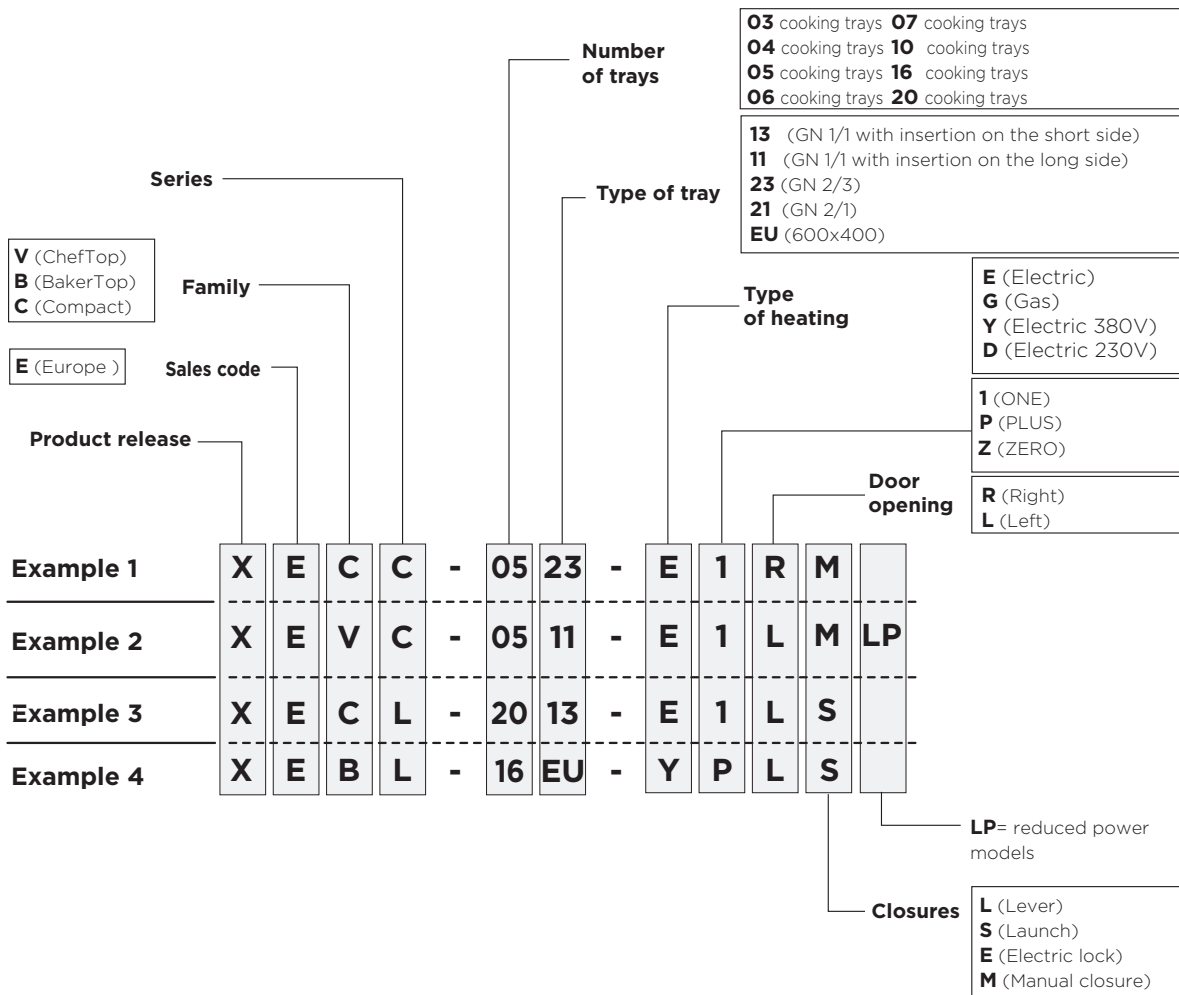 Number
of trays
03 cooking trays 07 cooking trays
04 cooking trays 10 cooking trays
05 cooking trays 16 cooking trays
06 cooking trays 20 cooking trays
Series
Type of tray
13 (GN 1/1 with insertion on the short side)
11 (GN 1/1 with insertion on the long side)
23 (GN 2/3)
21 (GN 2/1)
EU (600x400)
V (ChefTop)
B (BakerTop)
C (Compact)
Family
Type
of heating
E (Electric)
G (Gas)
Y (Electric 380V)
D (Electric 230V)
E (Europe )
Sales code
1 (ONE)
P (PLUS)
Z (ZERO)
Product release
Door
opening
R (Right)
L (Left)
Example 1 X E C C - 05 23 - E 1 R M
Example 2 X E V C - 05 11 - E 1 L M LP
Example 3 X E C L - 20 13 - E 1 L S
Example 4 X E B L - 16 EU - Y P L S
LP= reduced power
models
Closures
L (Lever)
S (Launch)
E (Electric lock)
M (Manual closure)